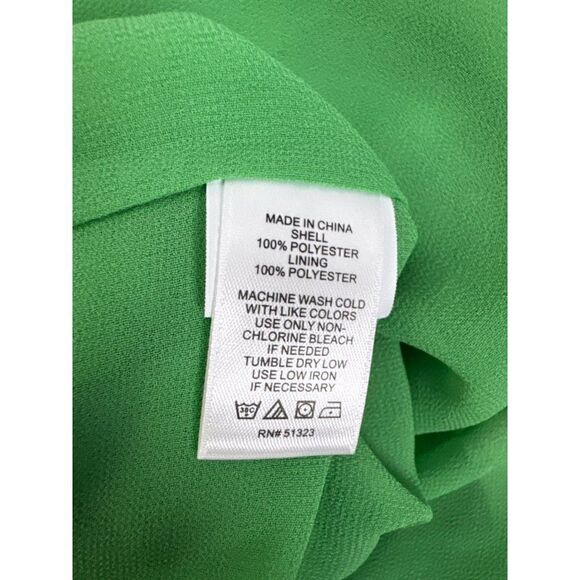 MADE IN CHINA
SHELL
100% POLYESTER
LINING
100% POLYESTER
MACHINE WASH COLD
WITH LIKE COLORS
USE ONLY NON-
CHLORINE BLEACH
IF NEEDED
TUMBLE DRY LOW
USE LOW IRON
IF NECESSARY
30C
RN# 51323